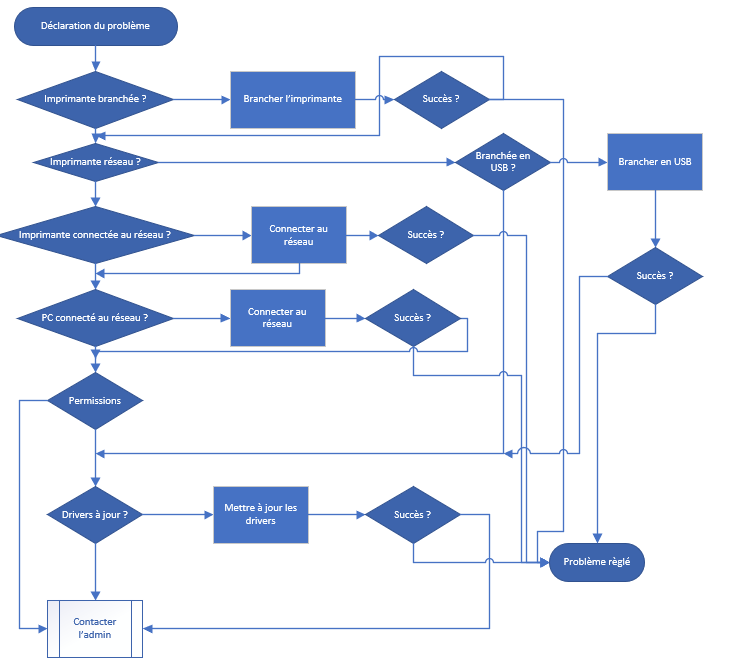 Déclaration du problème
Imprimante branchée ?
Brancher l'imprimante
Succès ?
Imprimante réseau ?
Branchée en
USB ?
Brancher en USB
Imprimante connectée au réseau ?
Connecter au
réseau
Succès ?
Succès ?
PC connecté au réseau ?
Connecter au
réseau
Succès ?
Permissions
Drivers à jour ?
Mettre à jour les
drivers
Succès ?
Problème règlé
Contacter
l'admin